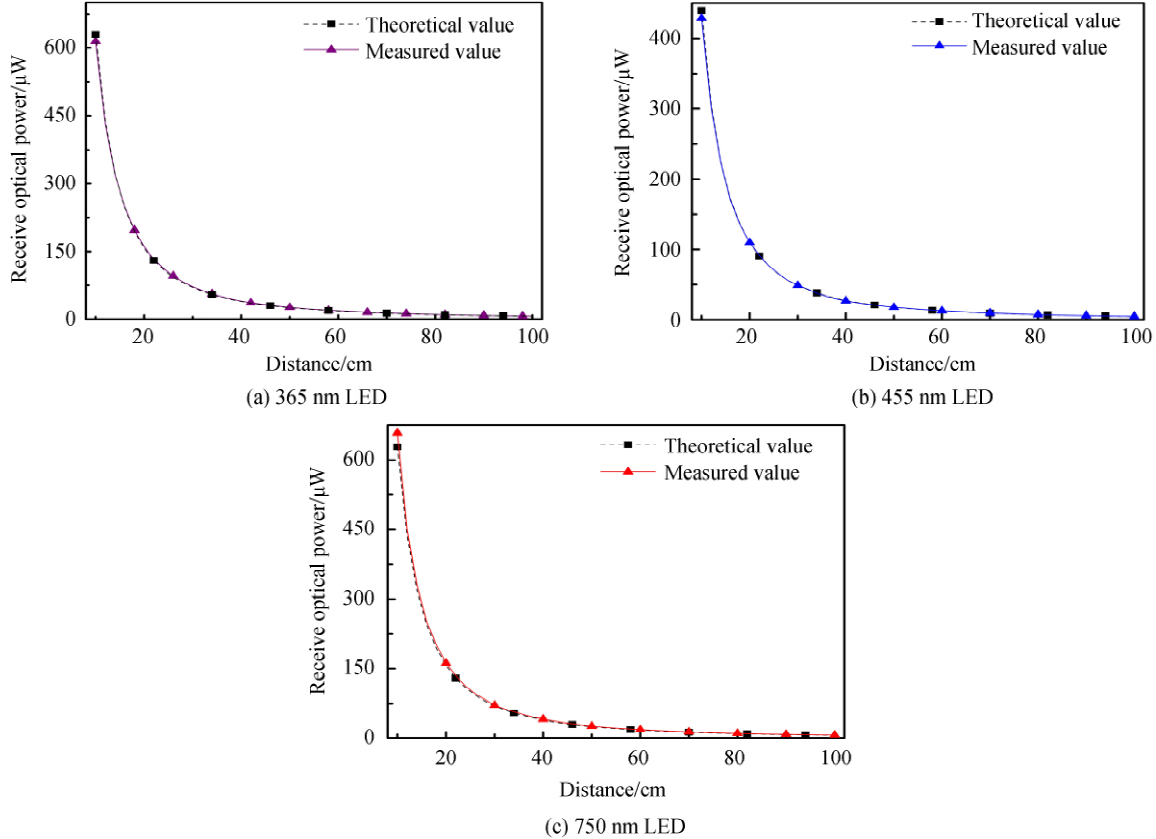 Theoretical value
Measured value
Receive optical power/μW
600
450
300
150
0
20
40
60
80
100
Distance/cm
(a) 365 nm LED
Theoretical value
Measured value
Receive optical power/μW
400
300
200
100
0
20
40
60
80
100
Distance/cm
(b) 455 nm LED
Theoretical value
Measured value
Receive optical power/μW
600
450
300
150
0
20
40
60
80
100
Distance/cm
(c) 750 nm LED